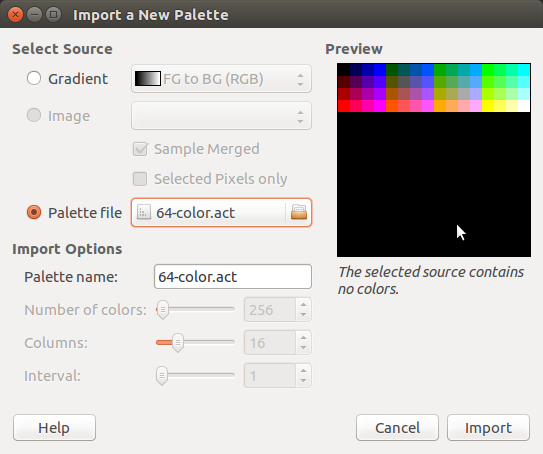 Import a New Palette
Select Source
Preview
Gradient
FG to BG (RGB)
Image
Sample Merged
Selected Pixels only
Palette file
64-color.act
The selected source contains
no colors.
Import Options
Palette name:
64-color.act
Number of colors:
256
Columns:
16
Interval:
1
Help
Cancel
Import